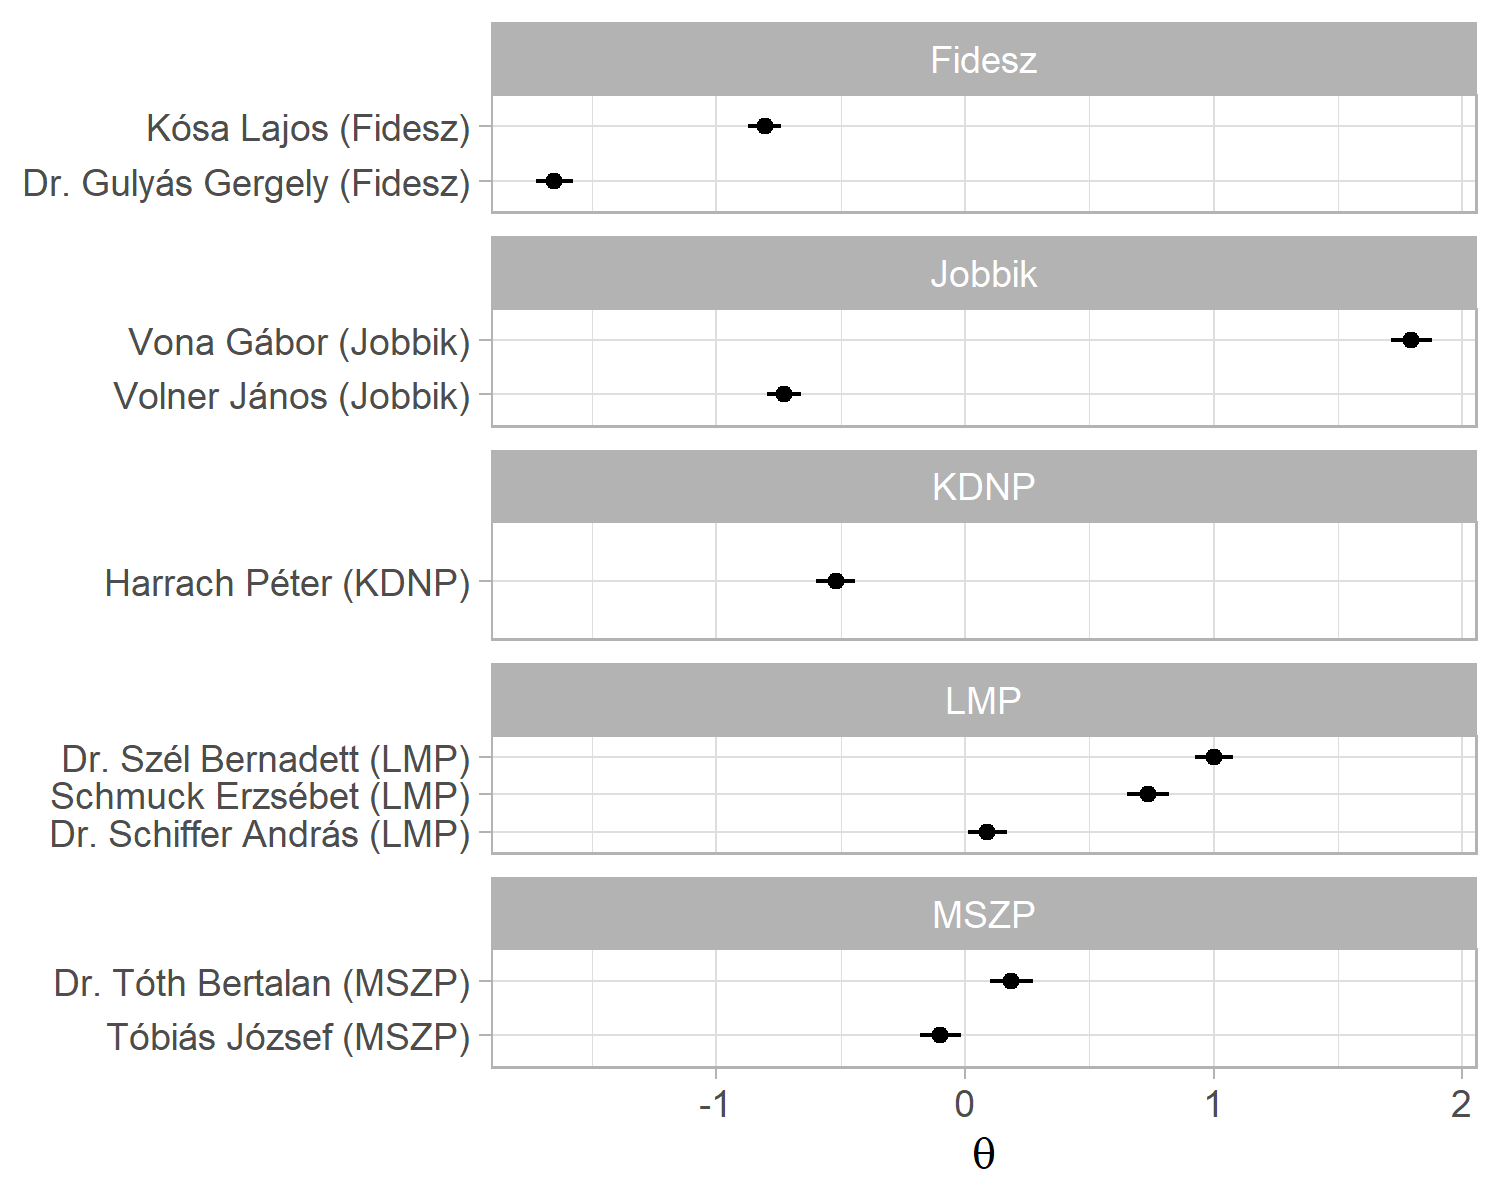 Fidesz
Kósa Lajos (Fidesz)
Dr. Gulyás Gergely (Fidesz)
Jobbik
Vona Gábor (Jobbik)
Volner János (Jobbik)
KDNP
Harrach Péter (KDNP)
LMP
Dr. Szél Bernadett (LMP)
Schmuck Erzsébet (LMP)
Dr. Schiffer András (LMP)
MSZP
Dr. Tóth Bertalan (MSZP)
Tóbiás József (MSZP)
-1 0 1 2
θ